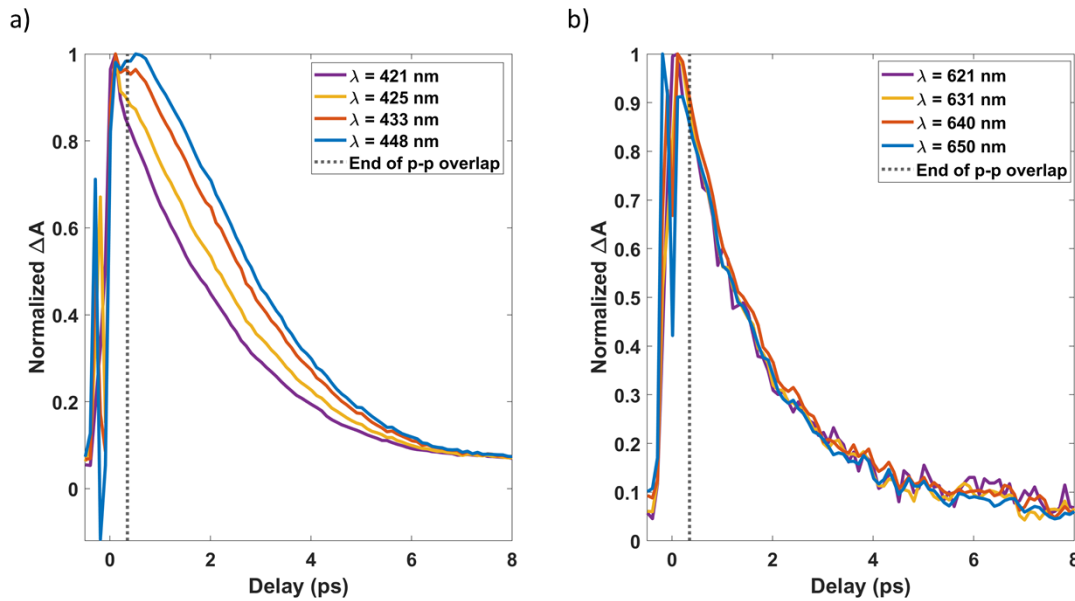 a)
1
0.8
0.6
0.4
0.2
0
Normalized ΔA
0
2
4
6
8
Delay (ps)
λ = 421 nm
λ = 425 nm
λ = 433 nm
λ = 448 nm
End of p-p overlap
b)
1
0.9
0.8
0.7
0.6
0.5
0.4
0.3
0.2
0.1
0
Normalized ΔA
0
2
4
6
8
Delay (ps)
λ = 621 nm
λ = 631 nm
λ = 640 nm
λ = 650 nm
End of p-p overlap